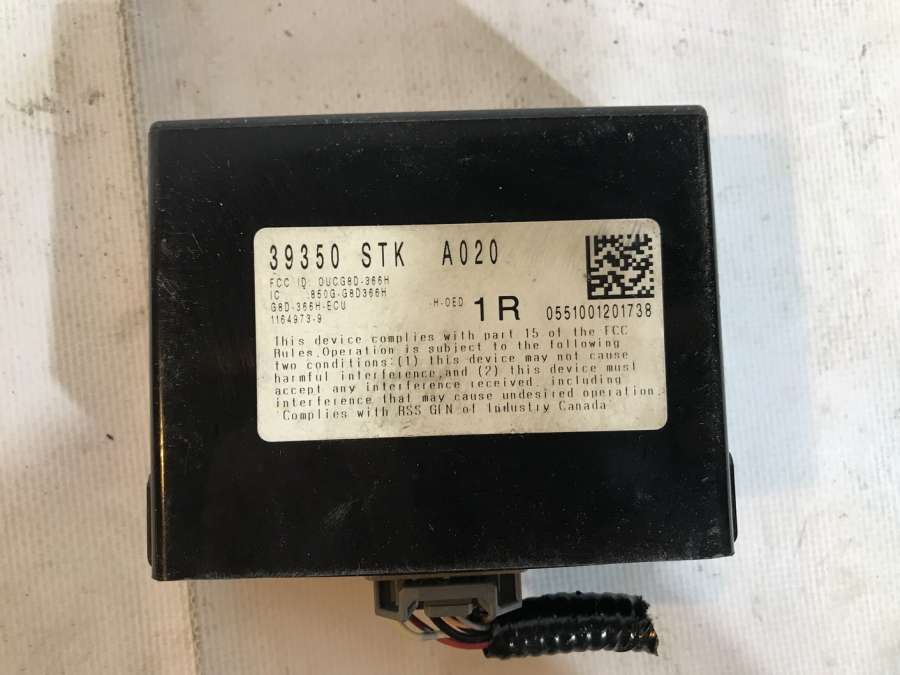 39350 STK A020
FCC ID: OUCG8D-366H
IC :850G-G8D366H
G8D-366H-ECU H-OED 1R 0551001201738
1164973-9
This device complies with part 15 of the FCC
Rules.Operation is subject to the following
two conditions:(1) this device may not cause
harmful interference,and (2) this device must
accept any interference received, including
interference that may cause undesired operation.
Complies with RSS GEN of Industry Canada